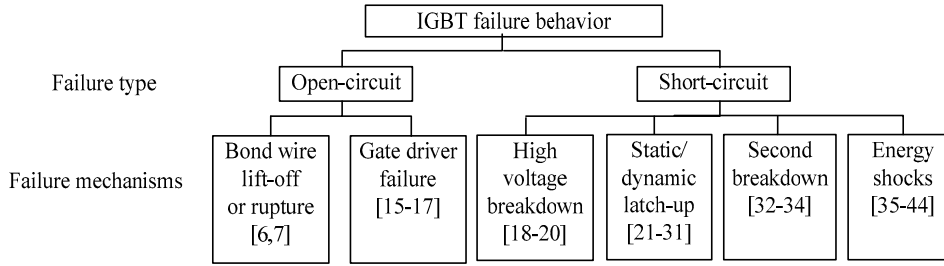 IGBT failure behavior
Failure type
Open-circuit
Short-circuit
Failure mechanisms
Bond wire
lift-off
or rupture
[6,7]
Gate driver
failure
[15-17]
High
voltage
breakdown
[18-20]
Static/
dynamic
latch-up
[21-31]
Second
breakdown
[32-34]
Energy
shocks
[35-44]